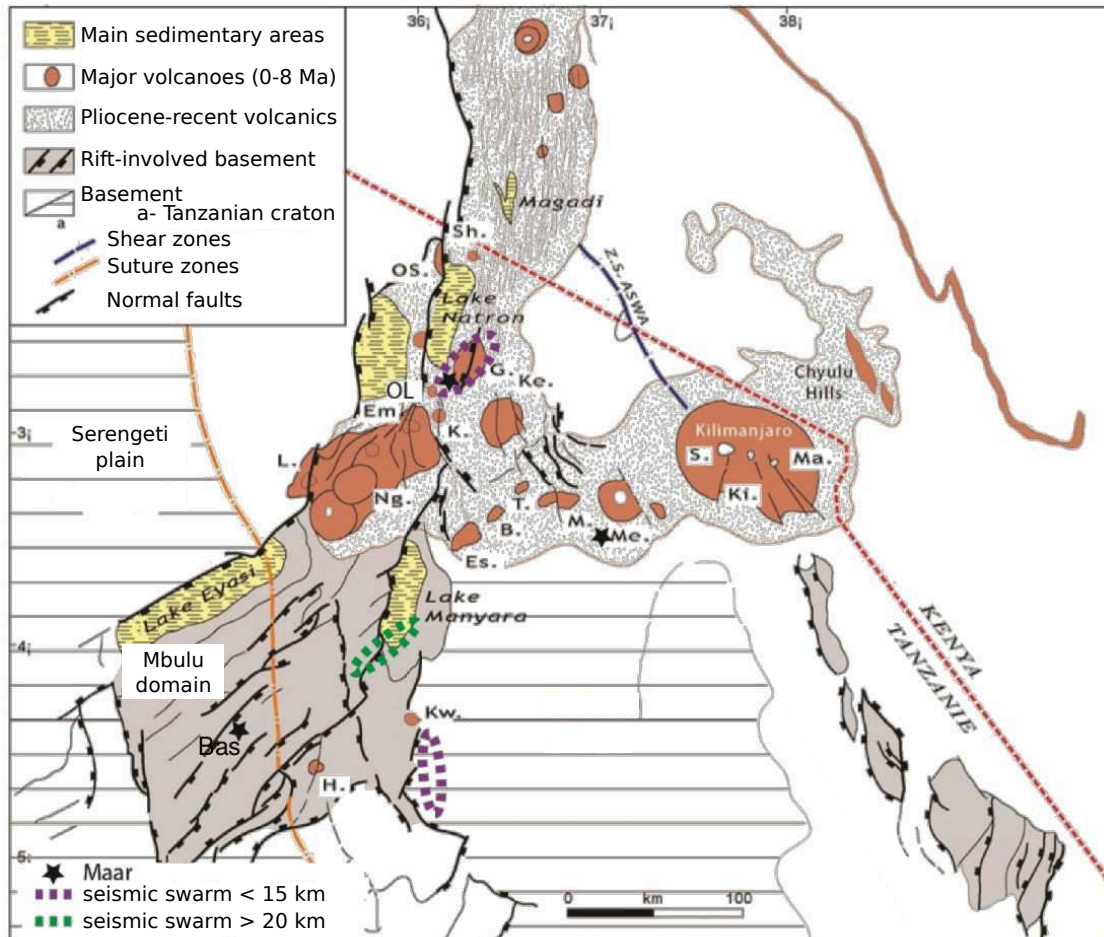 36¡
37¡
38¡
Main sedimentary areas
Major volcanoes (0-8 Ma)
Pliocene-recent volcanics
Rift-involved basement
Basement
a
a- Tanzanian craton
Shear zones
Suture zones
Normal faults
Magadi
Sh.
OS.
Lake
Natron
Z.S. ASWA
G.
Ke.
OL
Em.
K.
Chyulu
Hills
-3¡
Serengeti
plain
Kilimanjaro
S.
Ma.
Ki.
L.
Ng.
T.
B.
M.
Me.
Es.
Lake Eyasi
Lake
Manyara
-4¡
Mbulu
domain
KENYA
TANZANIE
Kw.
Bas
H.
-5¡
Maar
seismic swarm < 15 km
seismic swarm > 20 km
0 km 100